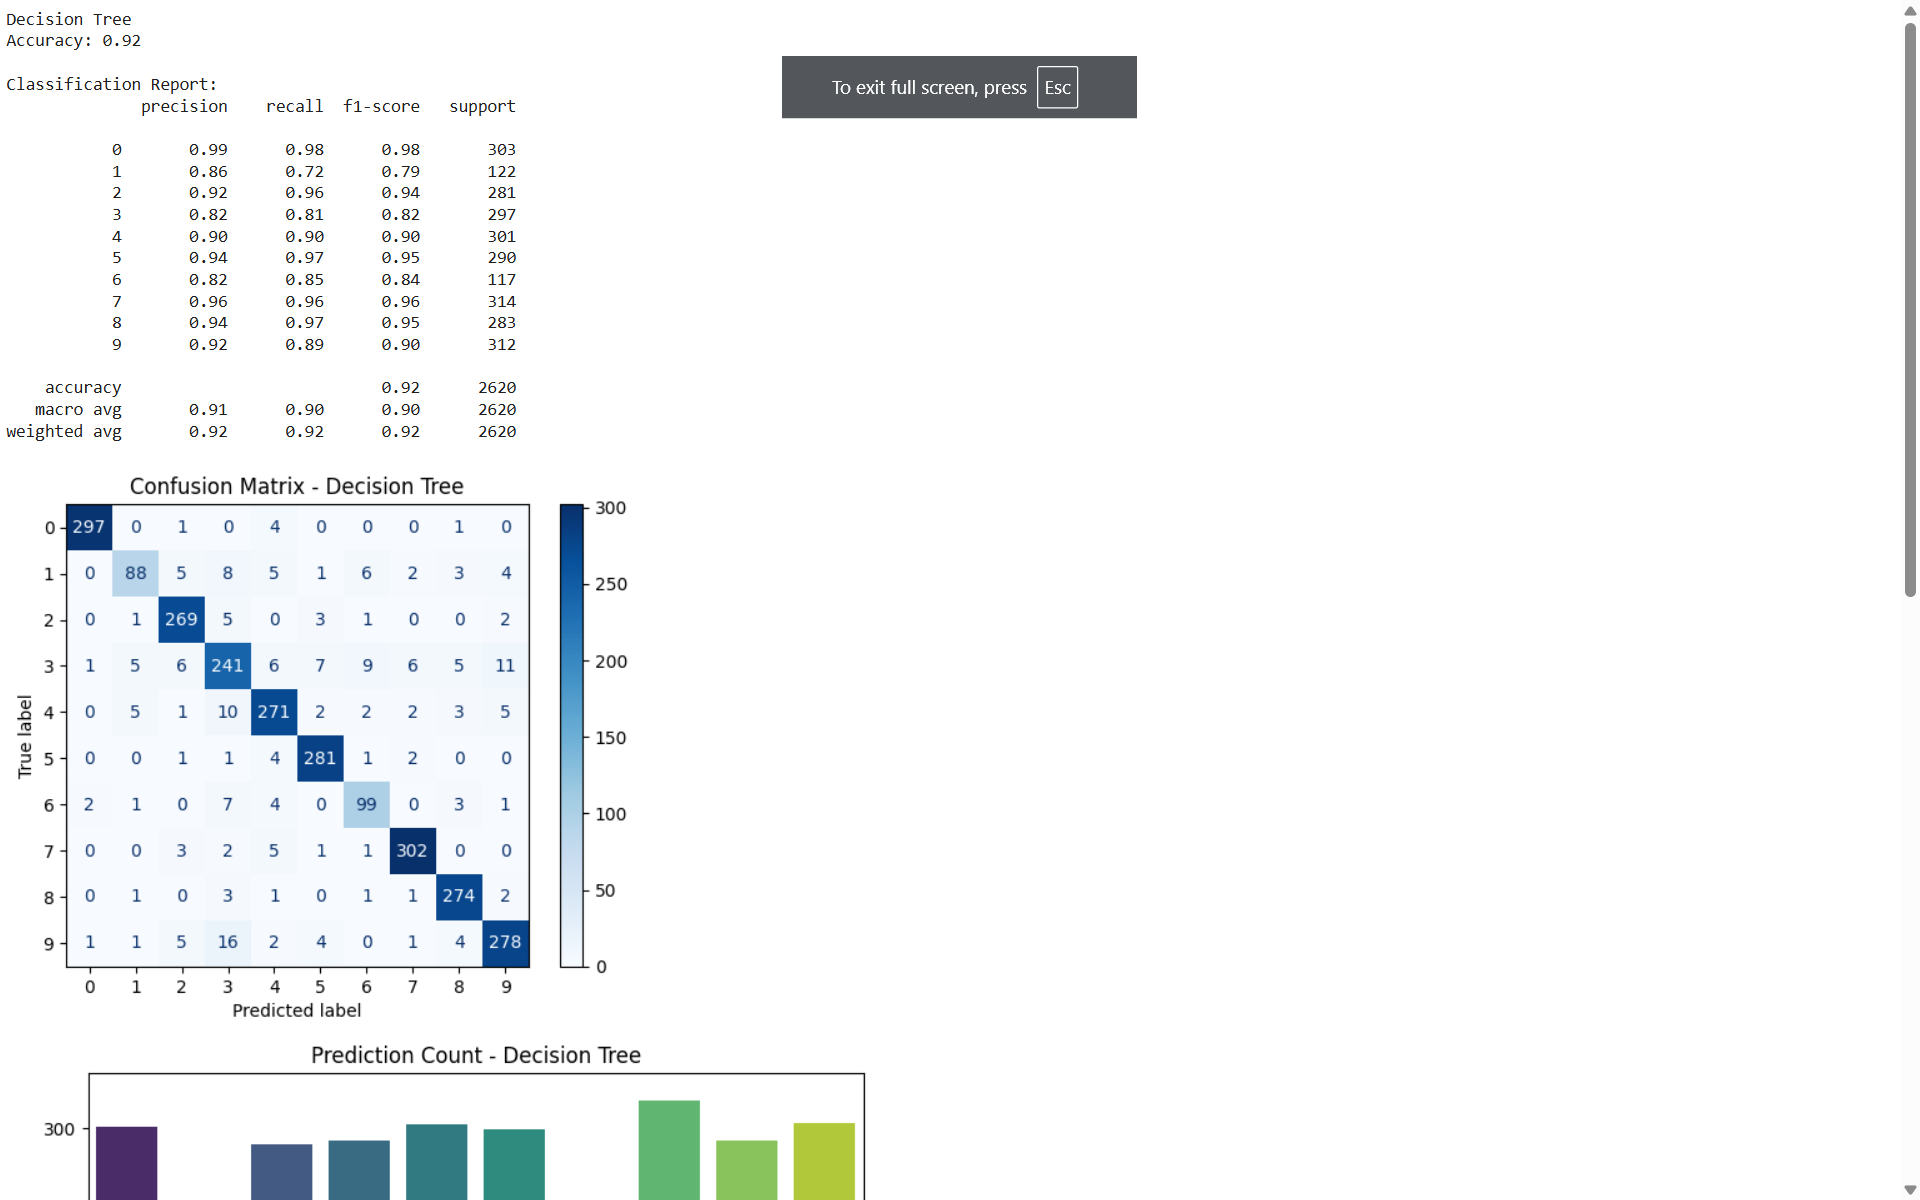 Decision Tree
Accuracy: 0.92
To exit full screen, press Esc
Classification Report:
precision recall f1-score support
0 0.99 0.98 0.98 303
1 0.86 0.72 0.79 122
2 0.92 0.96 0.94 281
3 0.82 0.81 0.82 297
4 0.90 0.90 0.90 301
5 0.94 0.97 0.95 290
6 0.82 0.85 0.84 117
7 0.96 0.96 0.96 314
8 0.94 0.97 0.95 283
9 0.92 0.89 0.90 312
accuracy 0.92 2620
macro avg 0.91 0.90 0.90 2620
weighted avg 0.92 0.92 0.92 2620
Confusion Matrix - Decision Tree
0 297 0 1 0 4 0 0 0 1 0
1 0 88 5 8 5 1 6 2 3 4
2 0 1 269 5 0 3 1 0 0 2
3 1 5 6 241 6 7 9 6 5 11
4 0 5 1 10 271 2 2 2 3 5
5 0 0 1 1 4 281 1 2 0 0
6 2 1 0 7 4 0 99 0 3 1
7 0 0 3 2 5 1 1 302 0 0
8 0 1 0 3 1 0 1 1 274 2
9 1 1 5 16 2 4 0 1 4 278
0 1 2 3 4 5 6 7 8 9
Predicted label
True label
300
250
200
150
100
50
0
Prediction Count - Decision Tree
300